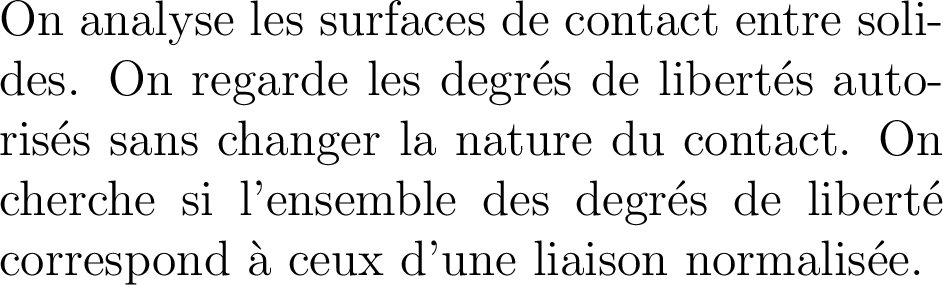 On analyse les surfaces de contact entre soli-
des. On regarde les degrés de libertés auto-
risés sans changer la nature du contact. On
cherche si l'ensemble des degrés de liberté
correspond à ceux d'une liaison normalisée.